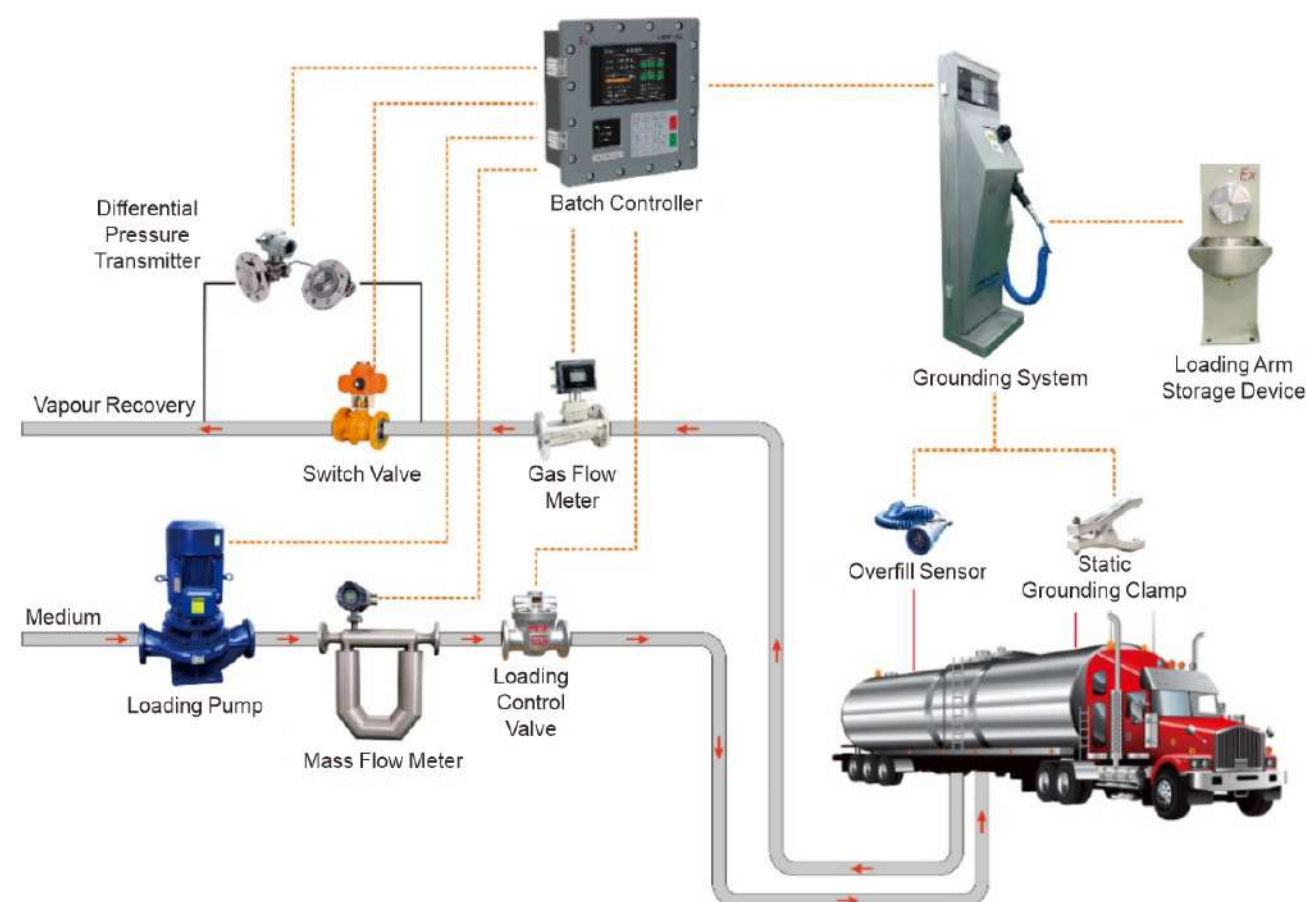 Ex
Batch Controller
Differential
Pressure
Transmitter
Ex
Loading Arm
Storage Device
Grounding System
Vapour Recovery
Switch Valve
Gas Flow
Meter
Overfill Sensor
Static
Grounding Clamp
Medium
Loading Pump
Mass Flow Meter
Loading
Control
Valve